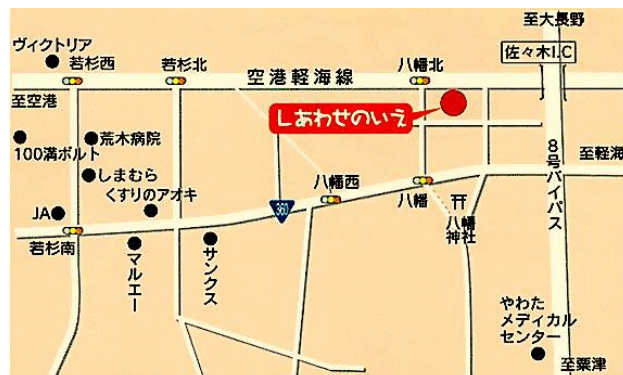 至大長野
ヴィクトリア
若杉西
若杉北
空港軽海線
八幡北
佐々木I.C
至空港
しあわせのいえ
荒木病院
100満ボルト
8号バイパス
至軽海
しまむら
くすりのアオキ
八幡西
八幡
JA
360
八幡
神社
若杉南
マルエー
サンクス
やわた
メディカル
センター
至粟津